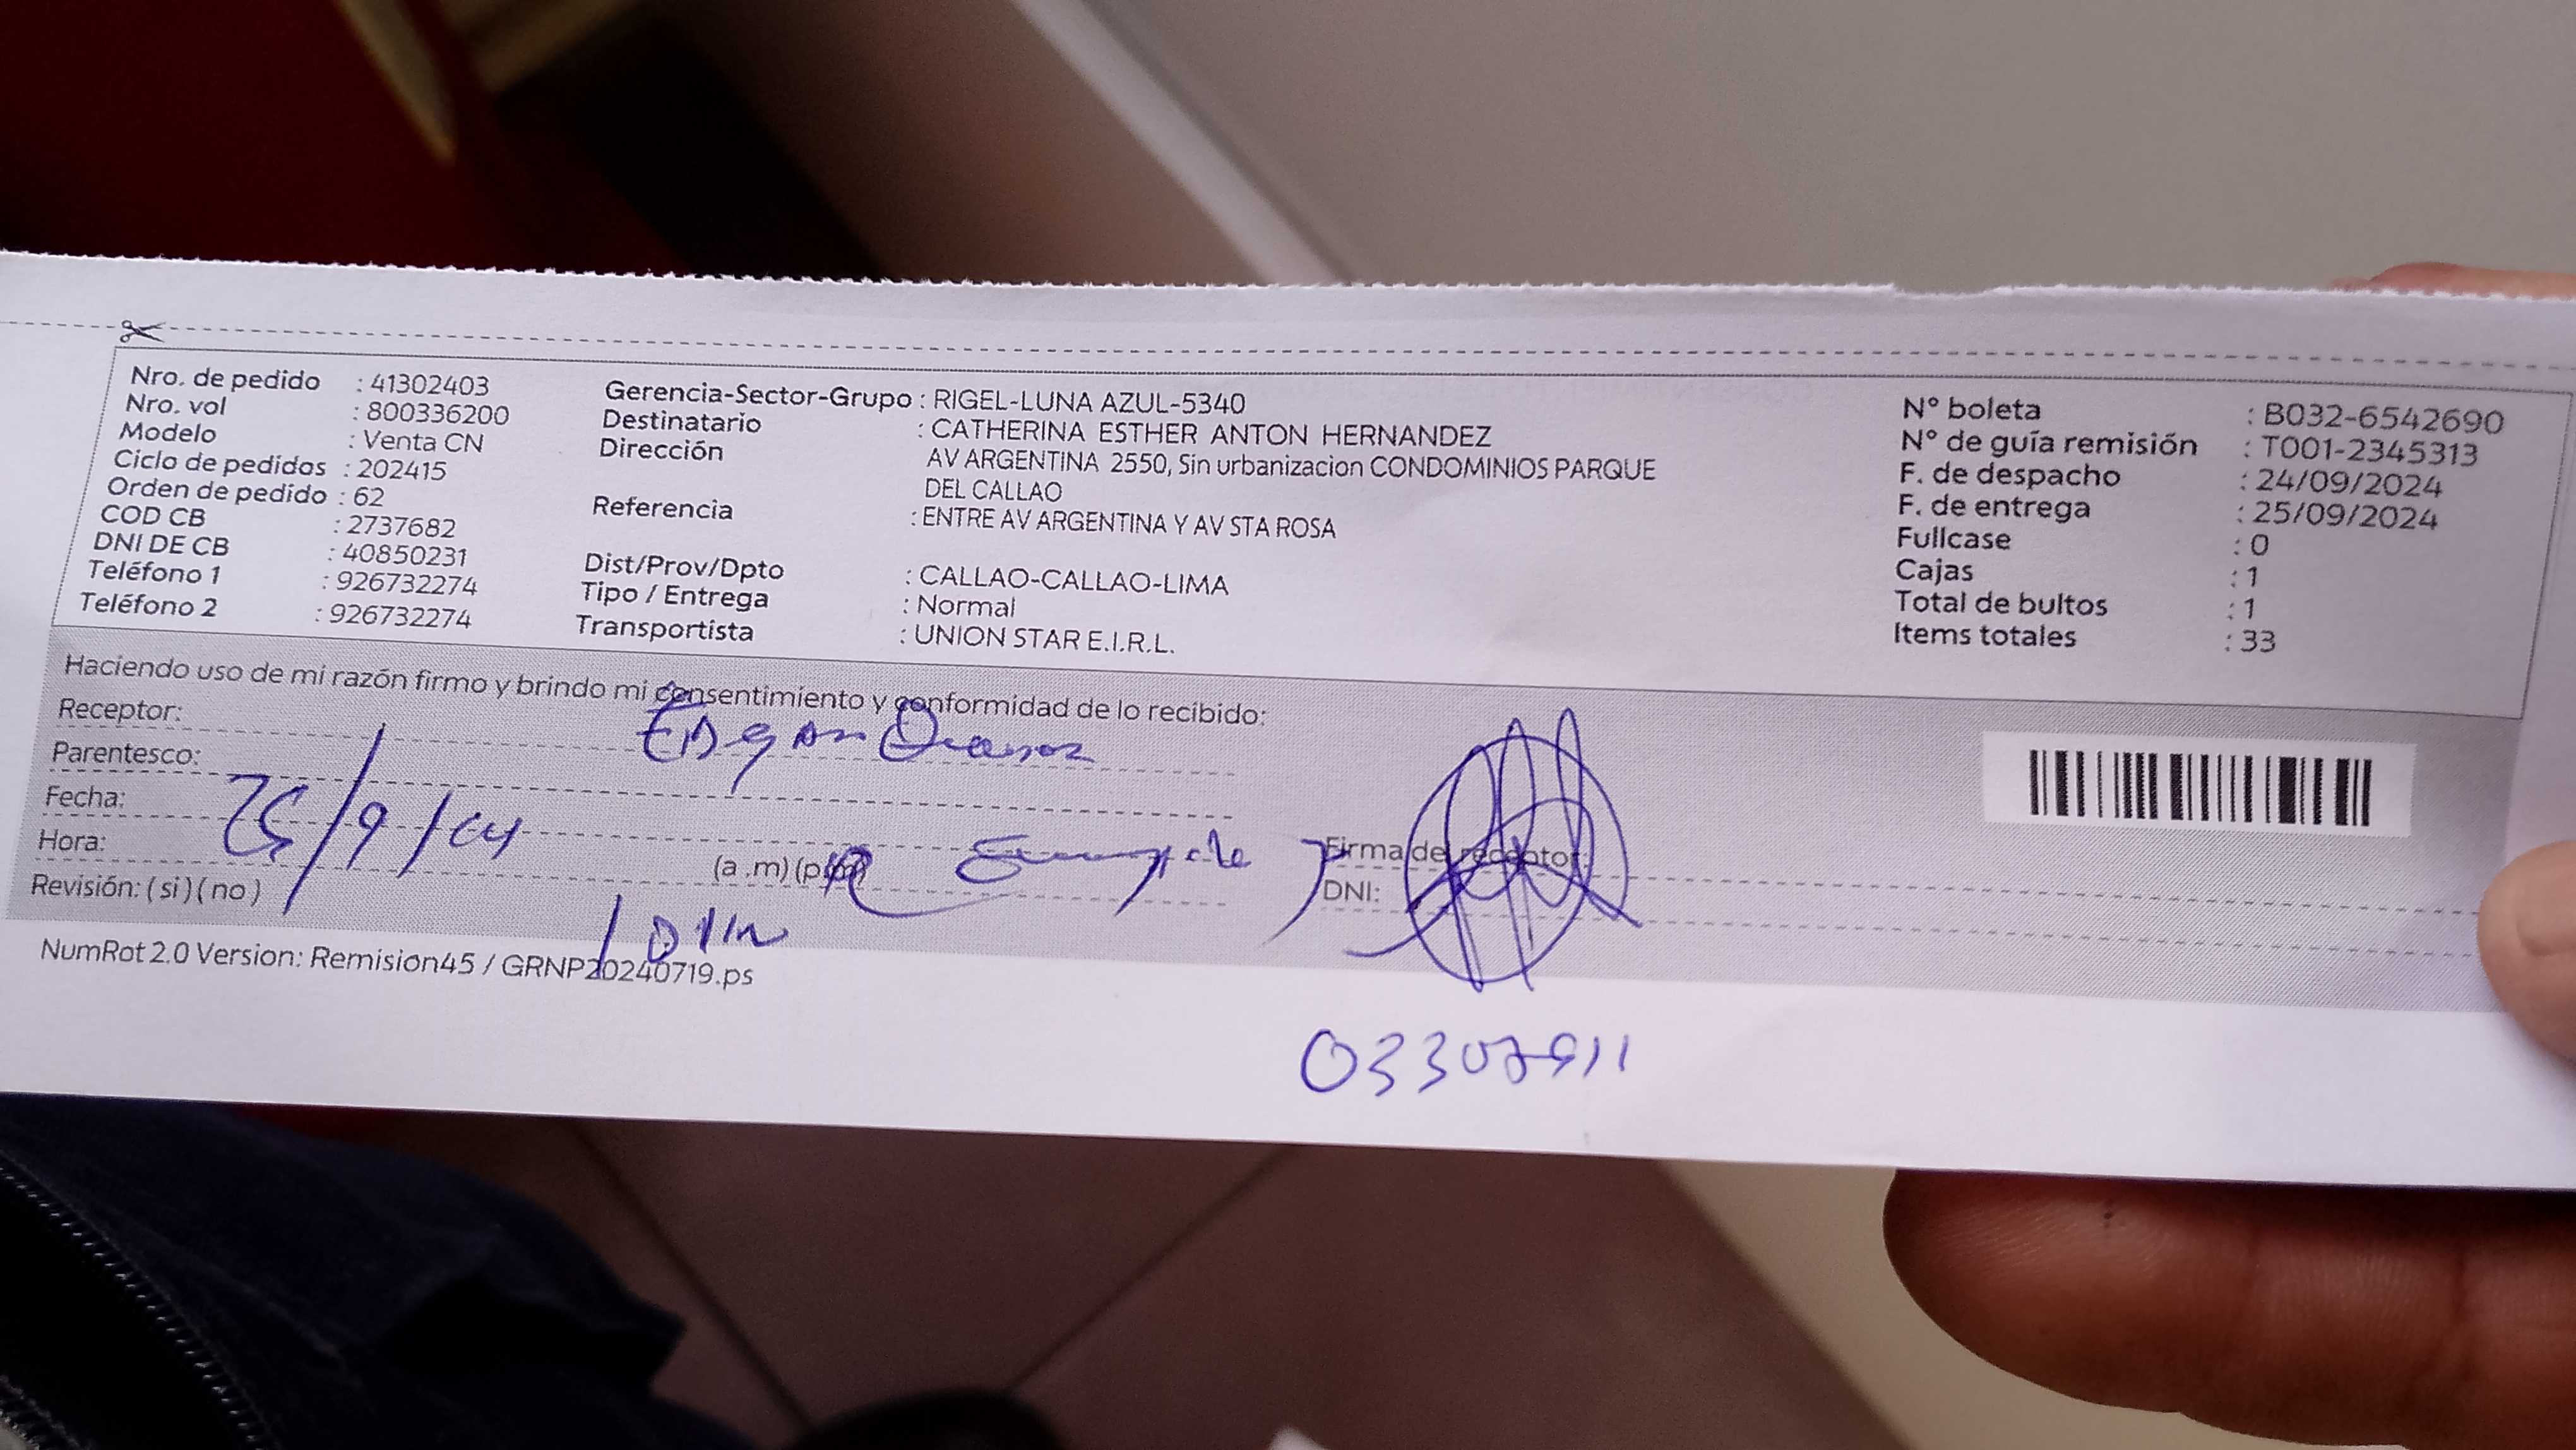 Nro. de pedido : 41302403
Nro. vol : 800336200
Modelo : Venta CN
Ciclo de pedidos : 202415
Orden de pedido : 62
COD CB : 2737682
DNI DE CB : 40850231
Teléfono 1 : 926732274
Teléfono 2 : 926732274
Gerencia-Sector-Grupo : RIGEL-LUNA AZUL-5340
Destinatario : CATHERINA ESTHER ANTON HERNANDEZ
Dirección AV ARGENTINA 2550, Sin urbanizacion CONDOMINIOS PARQUE
DEL CALLAO
Referencia : ENTRE AV ARGENTINA Y AV STA ROSA
Dist/Prov/Dpto : CALLAO-CALLAO-LIMA
Tipo / Entrega : Normal
Transportista : UNION STAR E.I.R.L.
N° boleta : B032-6542690
N° de guía remisión : T001-2345313
F. de despacho : 24/09/2024
F. de entrega : 25/09/2024
Fullcase : 0
Cajas : 1
Total de bultos : 1
Items totales : 33
Haciendo uso de mi razón firmo y brindo mi consentimiento y conformidad de lo recibido:
Receptor: Edgar
Parentesco:
Fecha: 25/9/
Hora: (a.m)(p.m)
Revisión: (si)(no)
Firma de receptor:
DNI:
NumRot 2.0 Version: Remision45 / GRNP20240719.ps